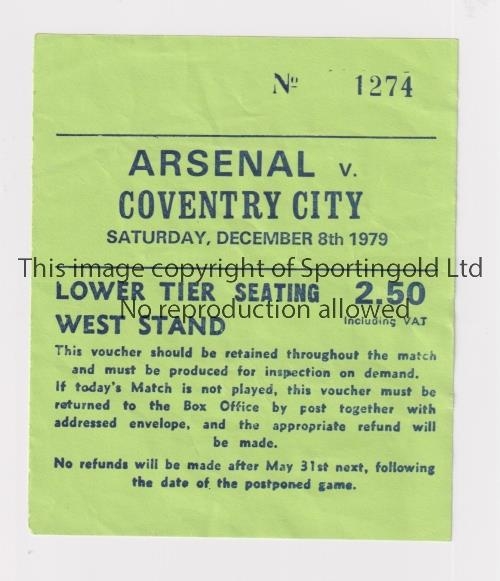 Nº 1274
ARSENAL v.
COVENTRY CITY
SATURDAY, DECEMBER 8th 1979
This image copyright of Sportingold Ltd
LOWER TIER SEATING 2.50
No reproduction allowed
WEST STAND Including VAT
This voucher should be retained throughout the match
and must be produced for inspection on demand.
If today's Match is not played, this voucher must be
returned to the Box Office by post together with
addressed envelope, and the appropriate refund will
be made.
No refunds will be made after May 31st next, following
the date of the postponed game.